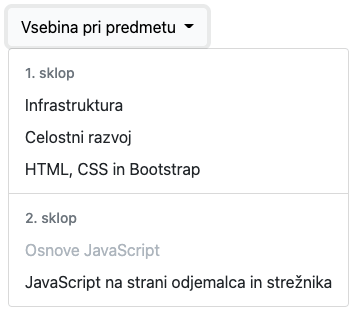 Vsebina pri predmetu
1. sklop
Infrastruktura
Celostni razvoj
HTML, CSS in Bootstrap
2. sklop
Osnove JavaScript
JavaScript na strani odjemalca in strežnika